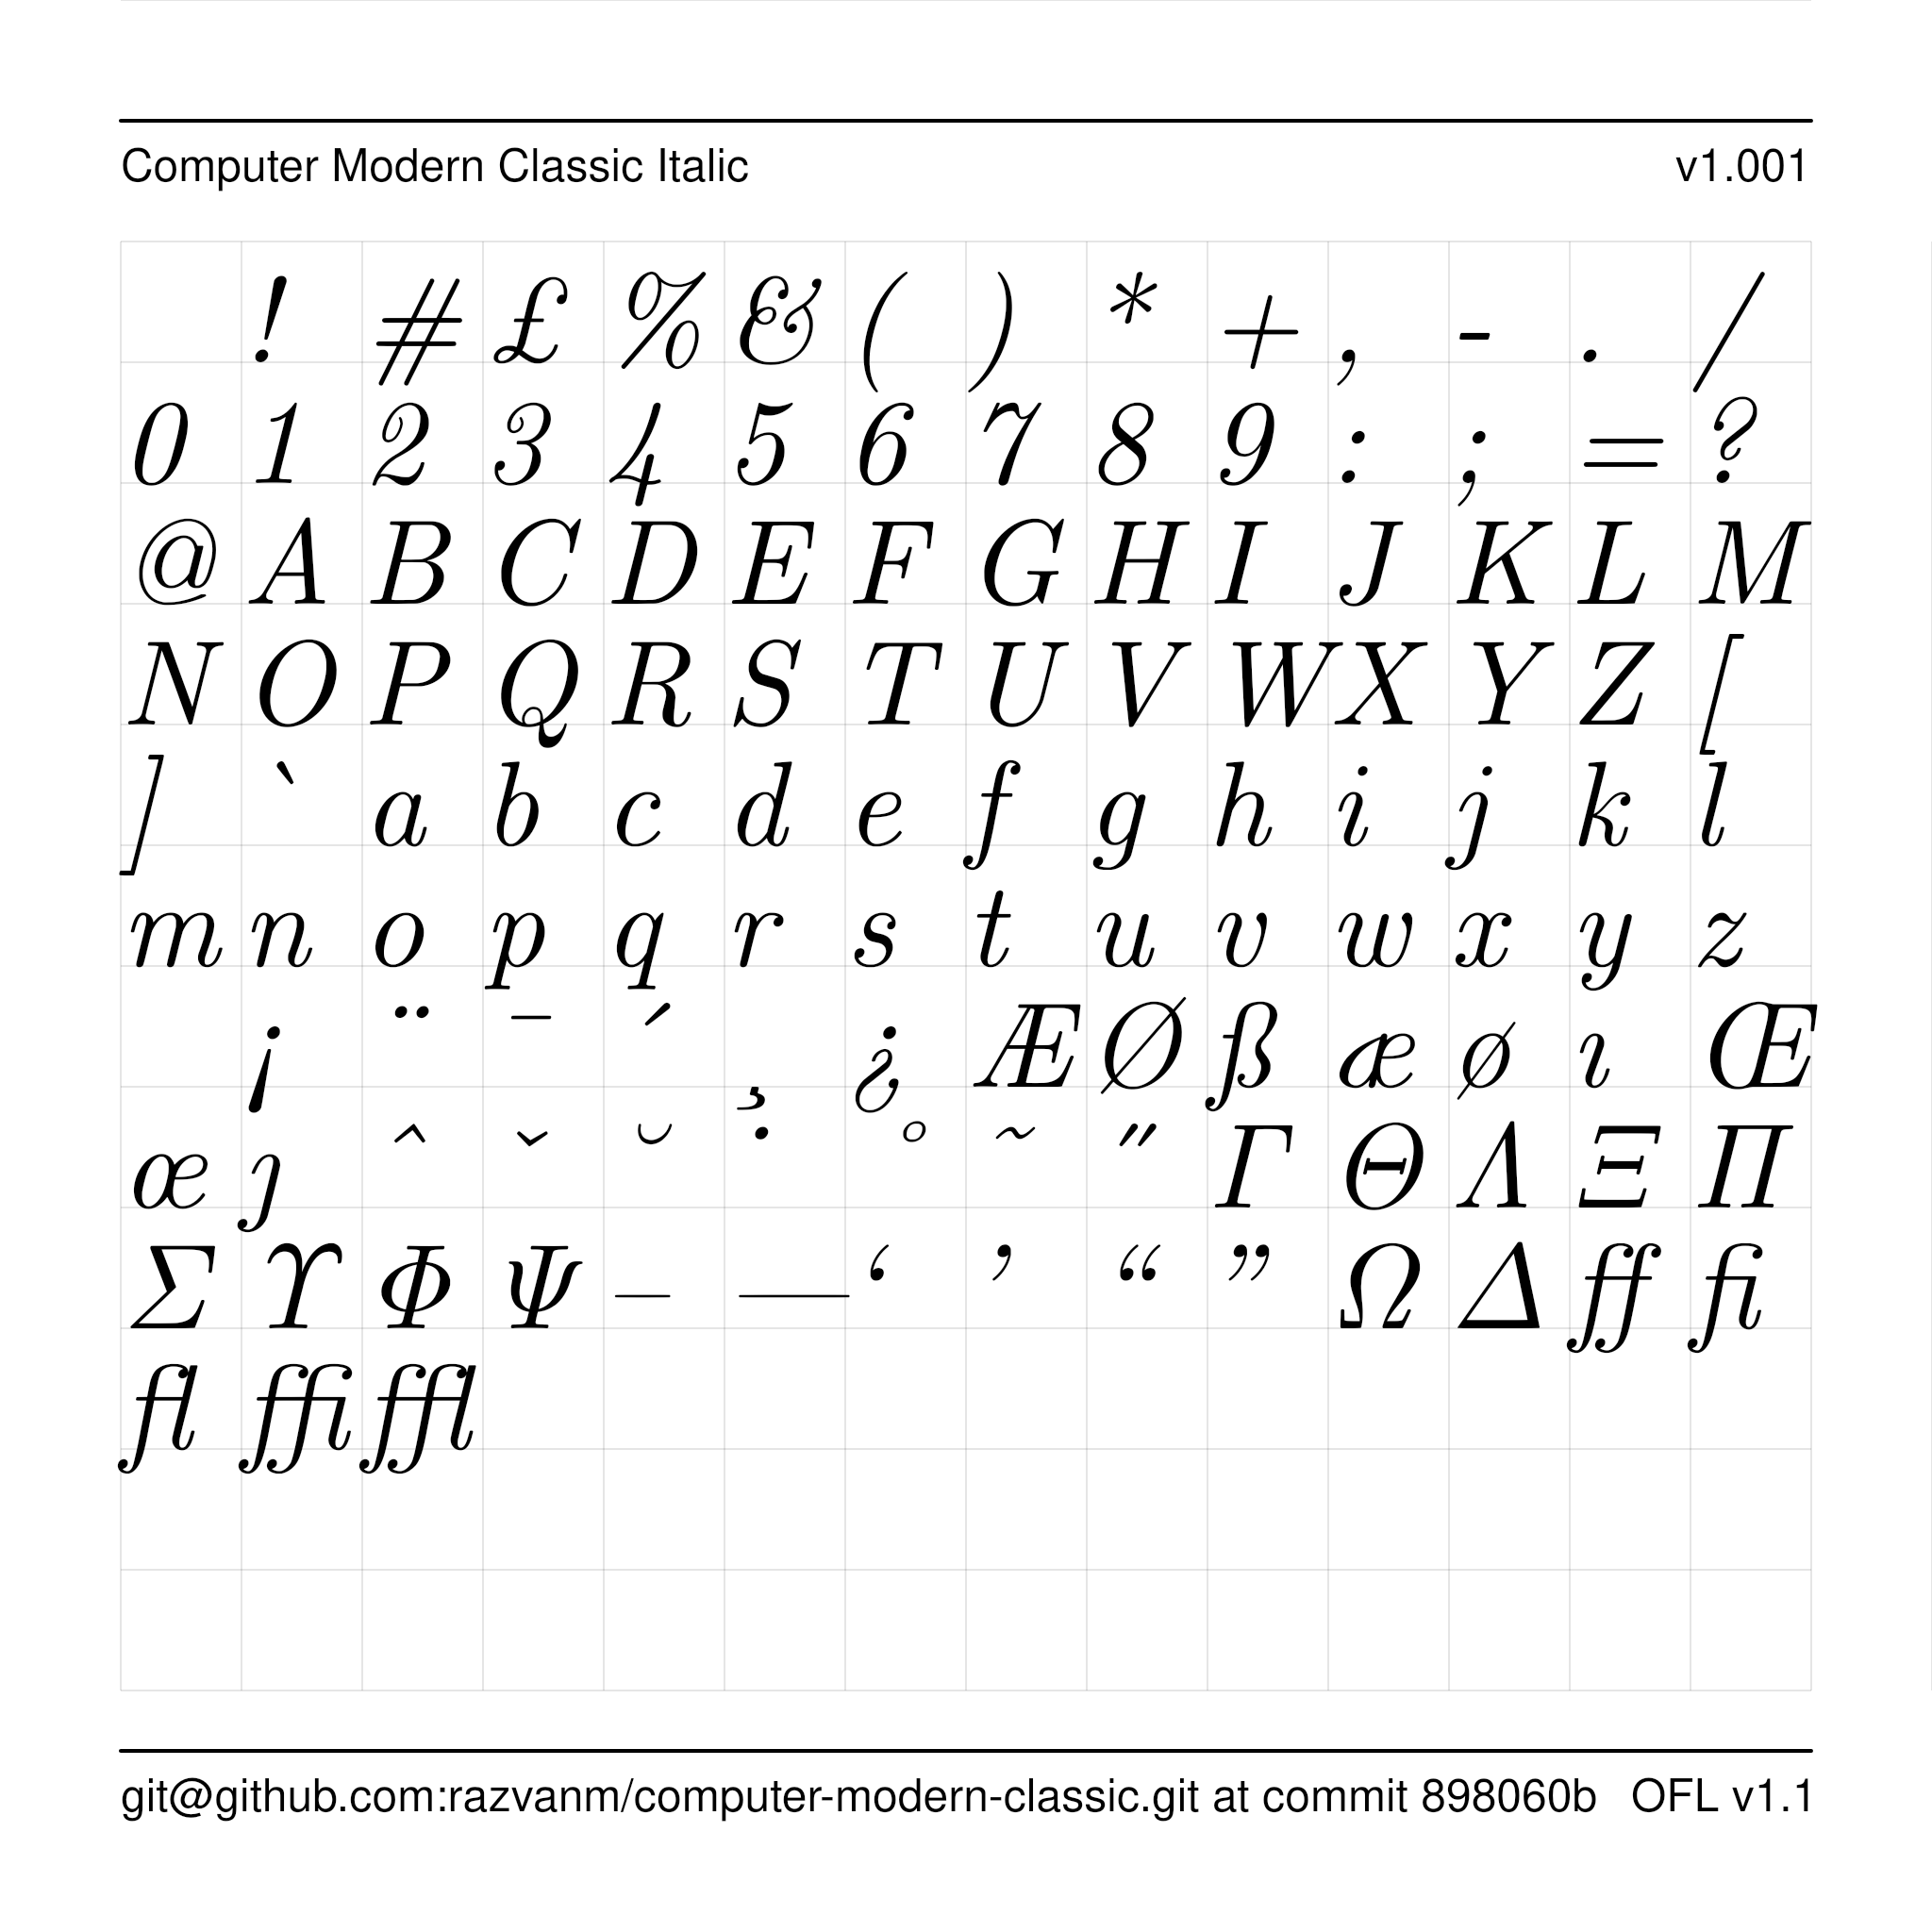 Computer Modern Classic Italic v1.001
! # £ % & ( ) * + , - . /
0 1 2 3 4 5 6 7 8 9 : ; = ?
@ A B C D E F G H I J K L M
N O P Q R S T U V W X Y Z [
] ` a b c d e f g h i j k l
m n o p q r s t u v w x y z
¡ ¨ ¯ ´ ¸ ¿ Æ Ø ß æ ø ı Œ
œ ȷ ˆ ˇ ˘ ˙ ˚ ˜ ˝ Γ Θ Λ Ξ Π
Σ Υ Φ Ψ – — ‘ ’ “ ” Ω Δ ff fi
fl ffi ffl
git@github.com:razvanm/computer-modern-classic.git at commit 898060b OFL v1.1